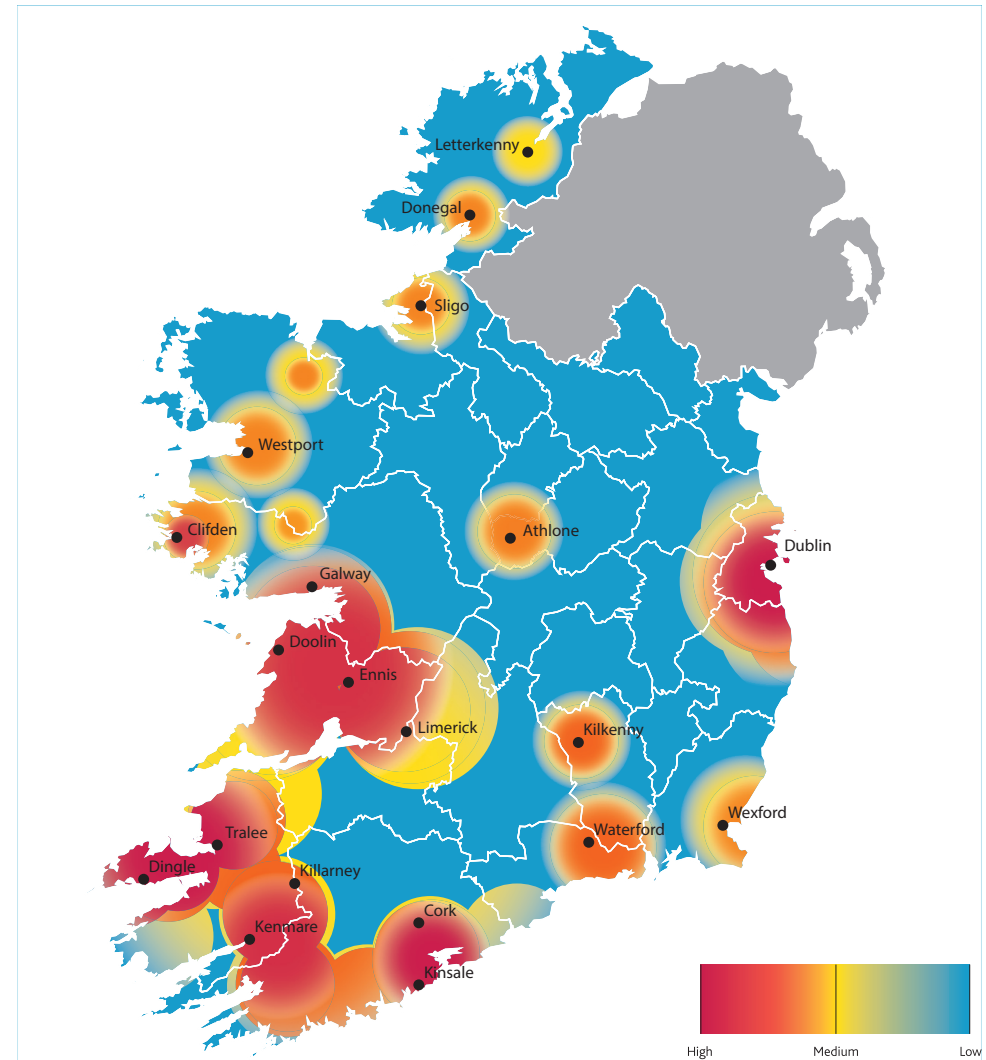 Letterkenny
Donegal
Sligo
Westport
Clifden
Athlone
Dublin
Galway
Doolin
Ennis
Limerick
Kilkenny
Wexford
Waterford
Tralee
Dingle
Killarney
Cork
Kenmare
Kinsale
High Medium Low